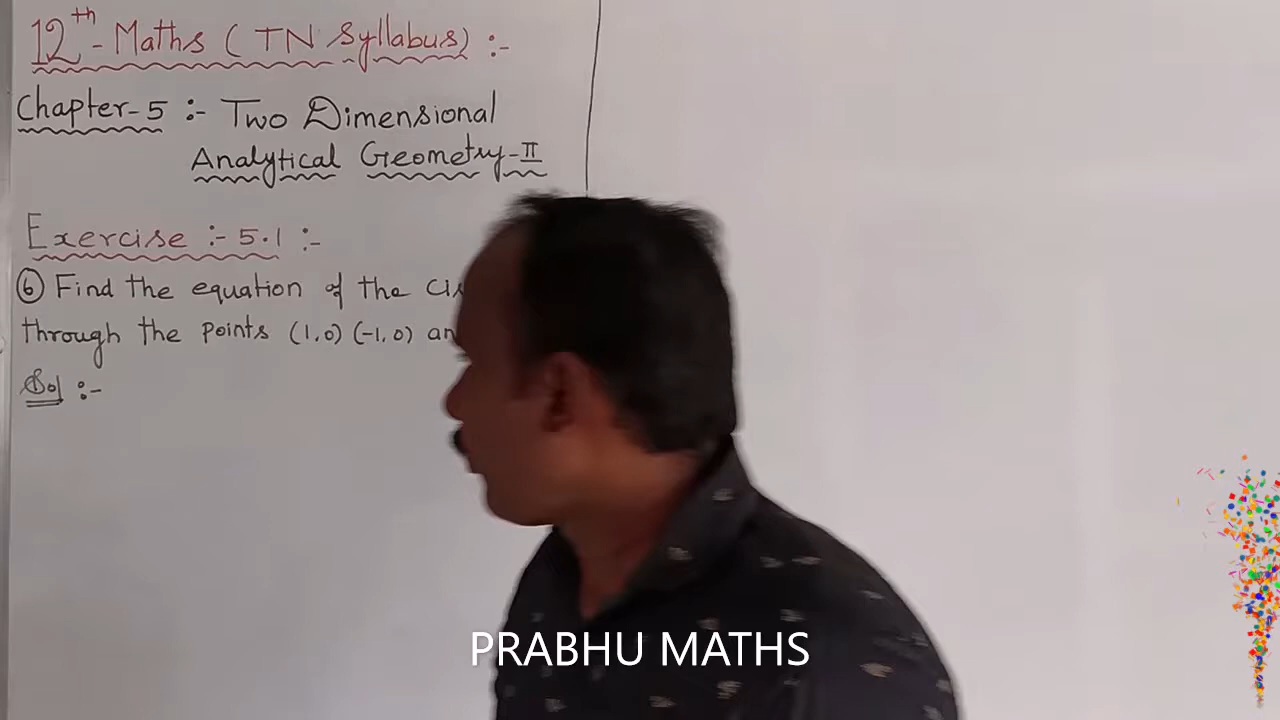 12th - Maths (TN Syllabus) :-
Chapter-5 :- Two Dimensional
Analytical Geometry-II
Exercise :- 5.1 :-
⑥ Find the equation of the
through the points (1,0) (-1,0)
Sol :-
PRABHU MATHS